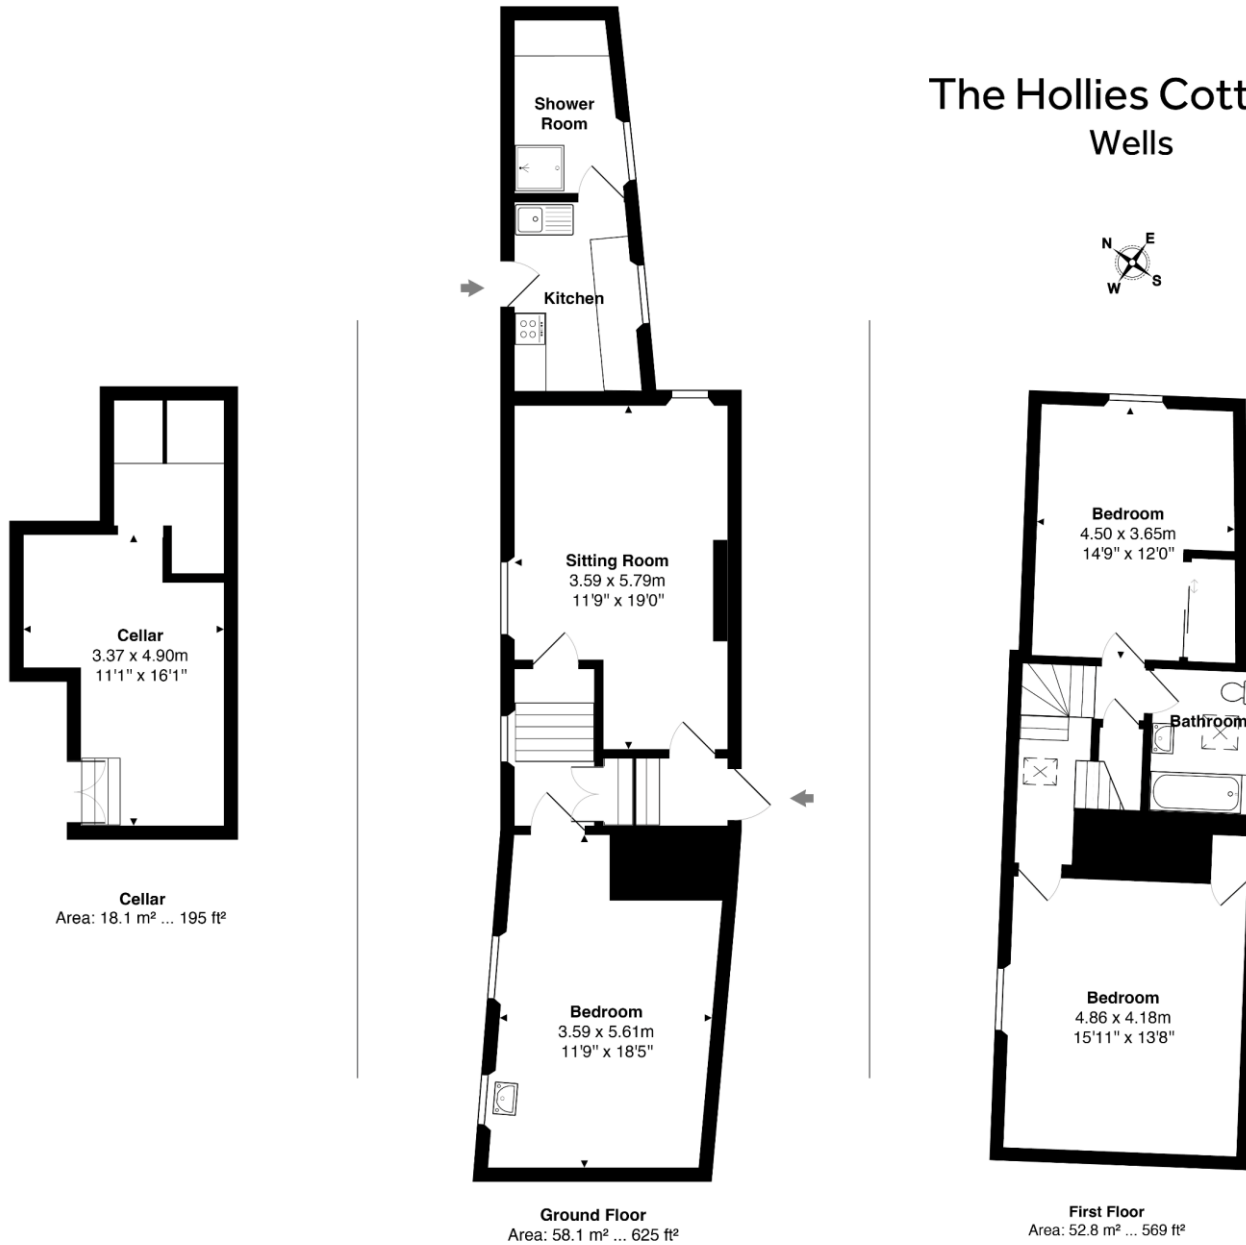 The Hollies Cott
Wells
N
E
W
S
Shower
Room
Kitchen
Sitting Room
3.59 x 5.79m
11'9" x 19'0"
Bedroom
3.59 x 5.61m
11'9" x 18'5"
Ground Floor
Area: 58.1 m² ... 625 ft²
Cellar
3.37 x 4.90m
11'1" x 16'1"
Cellar
Area: 18.1 m² ... 195 ft²
Bedroom
4.50 x 3.65m
14'9" x 12'0"
Bathroom
Bedroom
4.86 x 4.18m
15'11" x 13'8"
First Floor
Area: 52.8 m² ... 569 ft²